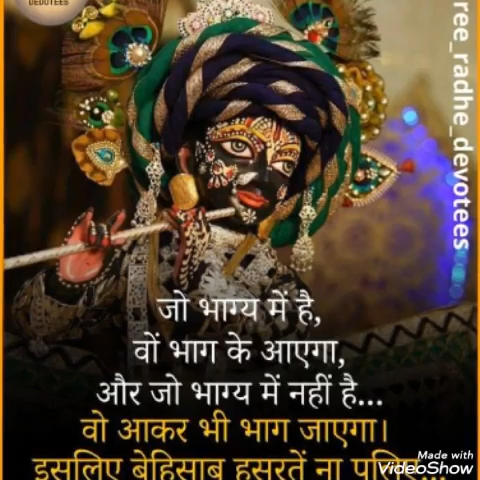 DEVOTEES
ree_radhe_devotees
जो भाग्य में है,
वों भाग के आएगा,
और जो भाग्य में नहीं है...
वो आकर भी भाग जाएगा।
इसलिए बेहिसाब हसरतें ना पालिए...
Made with
VideoShow